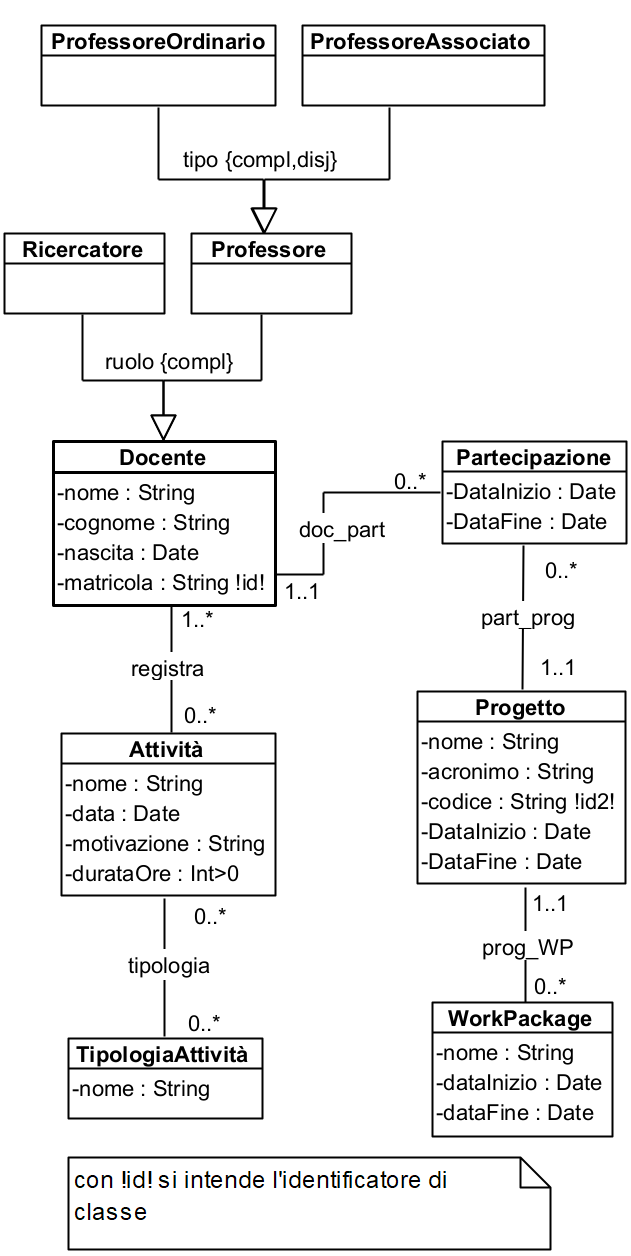 ProfessoreOrdinario
ProfessoreAssociato
tipo {compl,disj}
Ricercatore
Professore
ruolo {compl}
Docente
-nome : String
-cognome : String
-nascita : Date
-matricola : String !id!
0..*
doc_part
1..1
Partecipazione
-DataInizio : Date
-DataFine : Date
1..*
registra
0..*
0..*
part_prog
1..1
Attività
-nome : String
-data : Date
-motivazione : String
-durataOre : Int>0
Progetto
-nome : String
-acronimo : String
-codice : String !id2!
-DataInizio : Date
-DataFine : Date
0..*
tipologia
0..*
1..1
prog_WP
0..*
TipologiaAttività
-nome : String
WorkPackage
-nome : String
-dataInizio : Date
-dataFine : Date
con !id! si intende l'identificatore di
classe